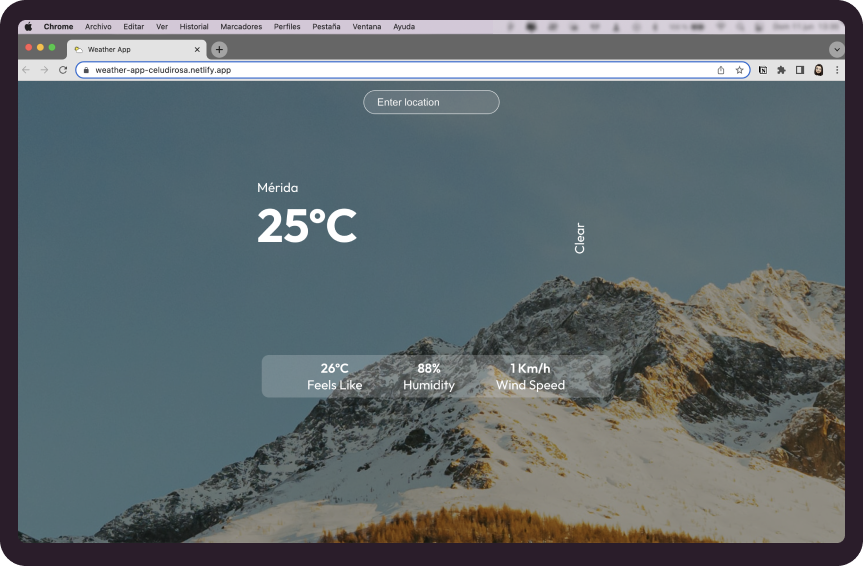 Chrome Archivo Editar Ver Historial Marcadores Perfiles Pestaña Ventana Ayuda
Weather App
weather-app-celudirosa.netlify.app
Enter location
Mérida
25°C
Clear
26°C 88% 1 Km/h
Feels Like Humidity Wind Speed